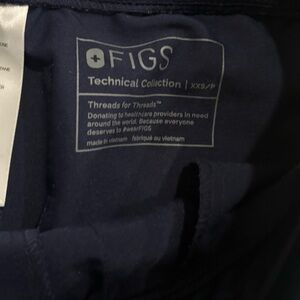 FIGS
Technical Collection | XXS/P
Threads for Threads™
Donating to healthcare providers in need
around the world. Because everyone
deserves to #wearFIGS
made in vietnam · fabriqué au vietnam